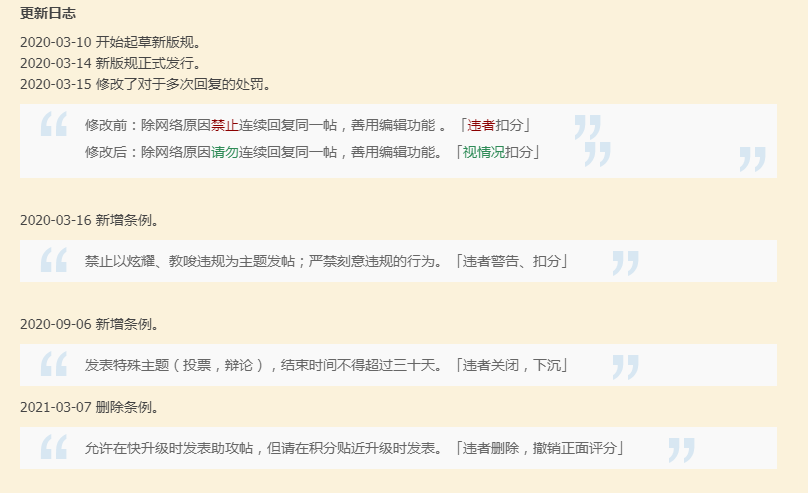 更新日志
2020-03-10 开始起草新版规。
2020-03-14 新版规正式发行。
2020-03-15 修改了对于多次回复的处罚。
修改前：除网络原因禁止连续回复同一帖，善用编辑功能 。「违者扣分」
修改后：除网络原因请勿连续回复同一帖，善用编辑功能。「视情况扣分」
2020-03-16 新增条例。
禁止以炫耀、教唆违规为主题发帖；严禁刻意违规的行为。「违者警告、扣分」
2020-09-06 新增条例。
发表特殊主题（投票，辩论），结束时间不得超过三十天。「违者关闭，下沉」
2021-03-07 删除条例。
允许在快升级时发表助攻帖，但请在积分贴近升级时发表。「违者删除，撤销正面评分」